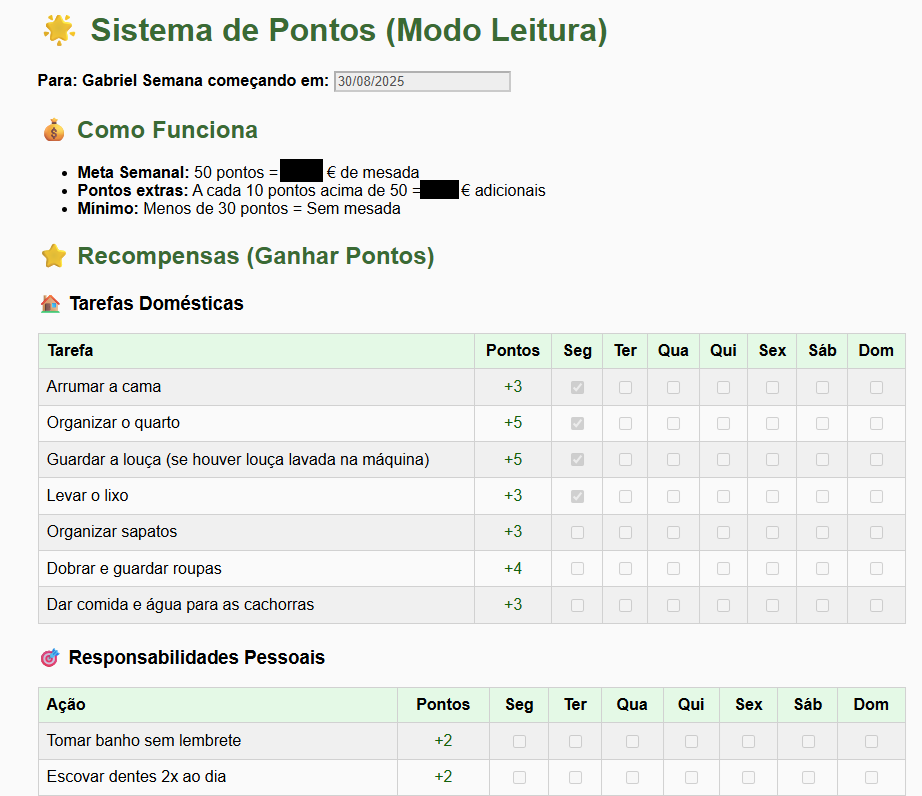 Sistema de Pontos (Modo Leitura)
Para: Gabriel Semana começando em: 30/08/2025
Como Funciona
Meta Semanal: 50 pontos = € de mesada
Pontos extras: A cada 10 pontos acima de 50 = € adicionais
Mínimo: Menos de 30 pontos = Sem mesada
Recompensas (Ganhar Pontos)
Tarefas Domésticas
Tarefa Pontos Seg Ter Qua Qui Sex Sáb Dom
Arrumar a cama +3
Organizar o quarto +5
Guardar a louça (se houver louça lavada na máquina) +5
Levar o lixo +3
Organizar sapatos +3
Dobrar e guardar roupas +4
Dar comida e água para as cachorras +3
Responsabilidades Pessoais
Ação Pontos Seg Ter Qua Qui Sex Sáb Dom
Tomar banho sem lembrete +2
Escovar dentes 2x ao dia +2